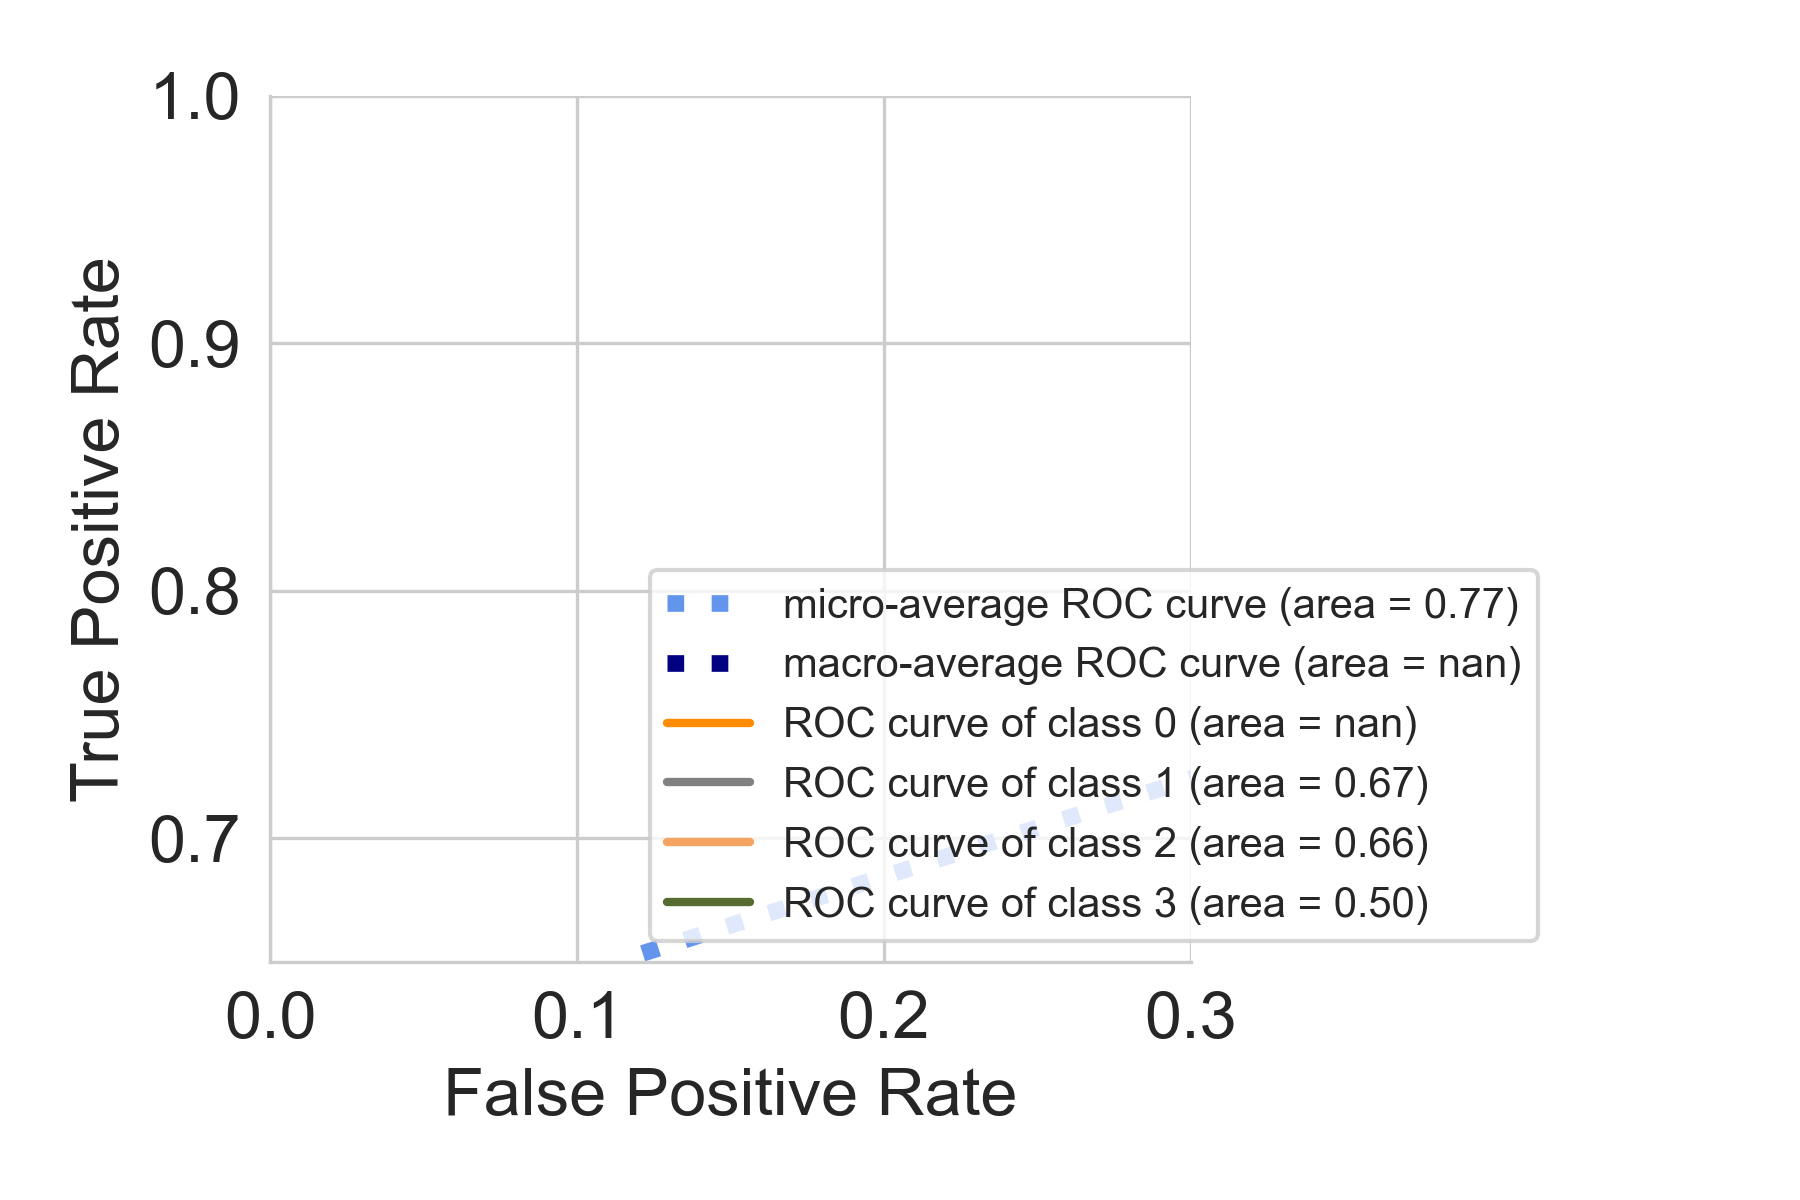 1.0
0.9
0.8
0.7
True Positive Rate
micro-average ROC curve (area = 0.77)
macro-average ROC curve (area = nan)
ROC curve of class 0 (area = nan)
ROC curve of class 1 (area = 0.67)
ROC curve of class 2 (area = 0.66)
ROC curve of class 3 (area = 0.50)
0.0 0.1 0.2 0.3
False Positive Rate